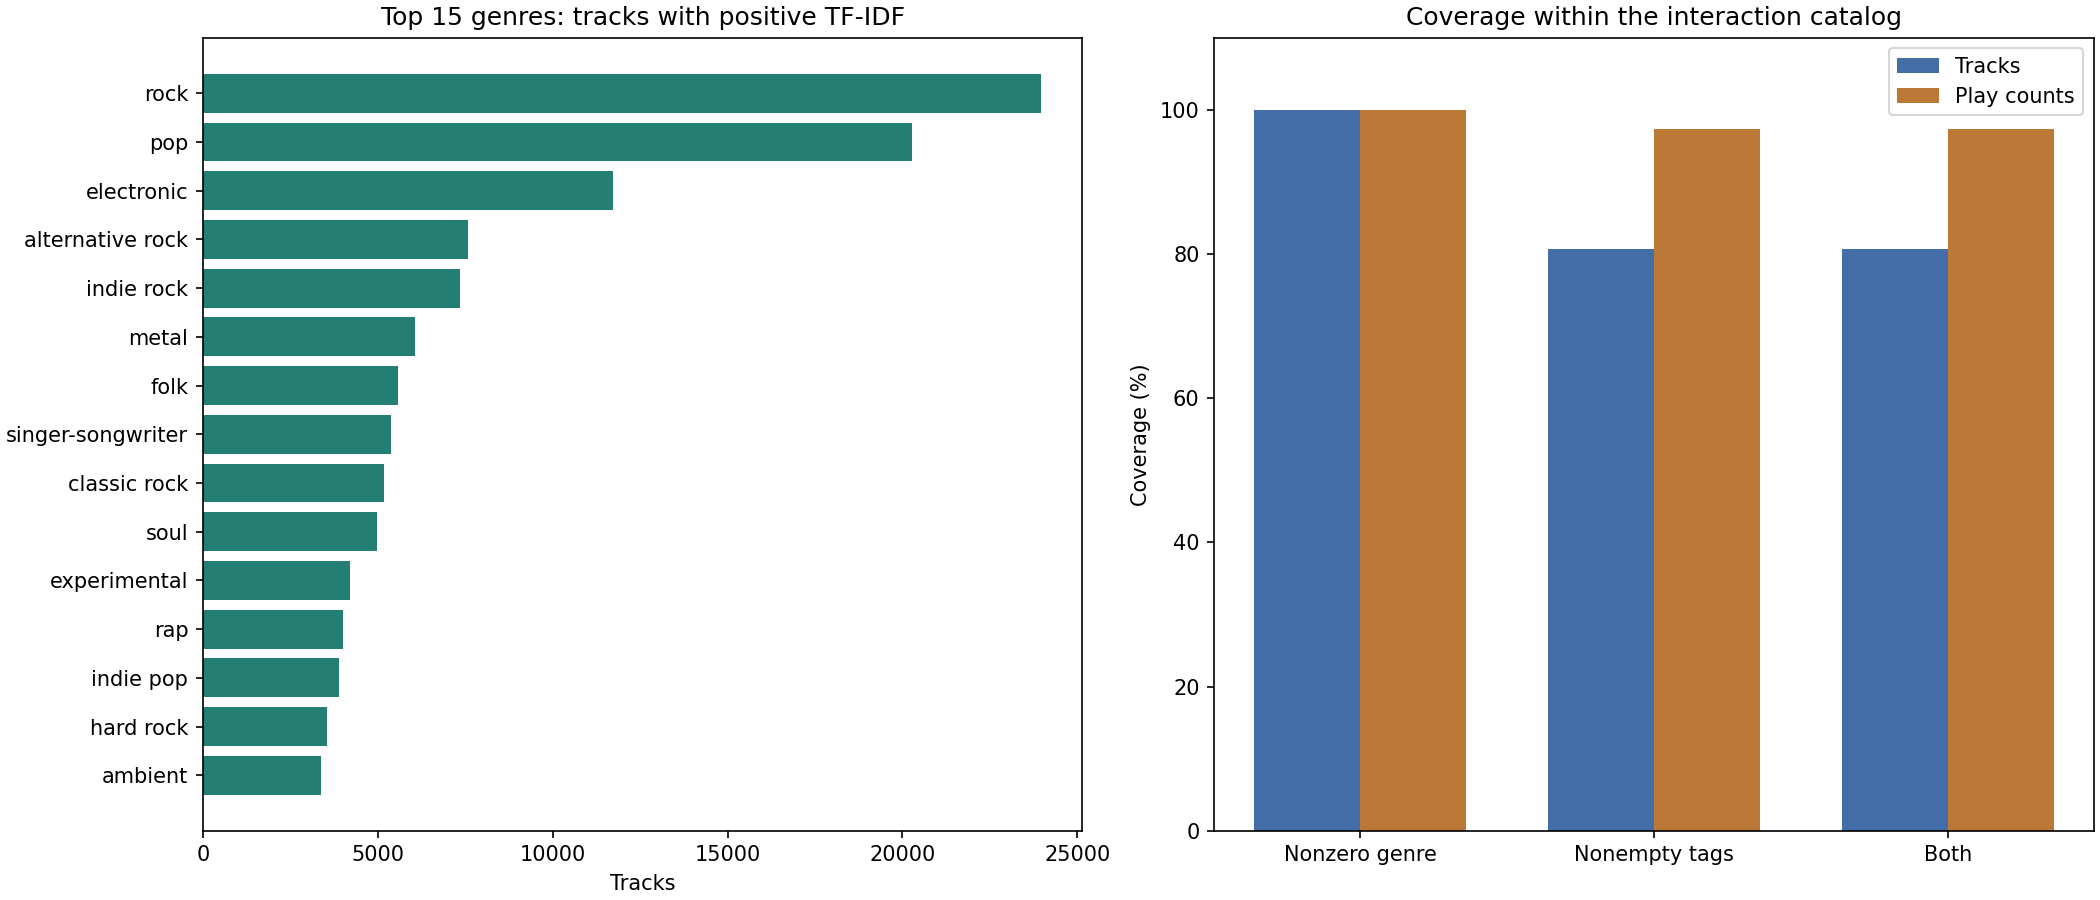 Top 15 genres: tracks with positive TF-IDF
rock
pop
electronic
alternative rock
indie rock
metal
folk
singer-songwriter
classic rock
soul
experimental
rap
indie pop
hard rock
ambient
0 5000 10000 15000 20000 25000
Tracks
Coverage within the interaction catalog
Tracks
Play counts
Coverage (%)
100
80
60
40
20
0
Nonzero genre Nonempty tags Both